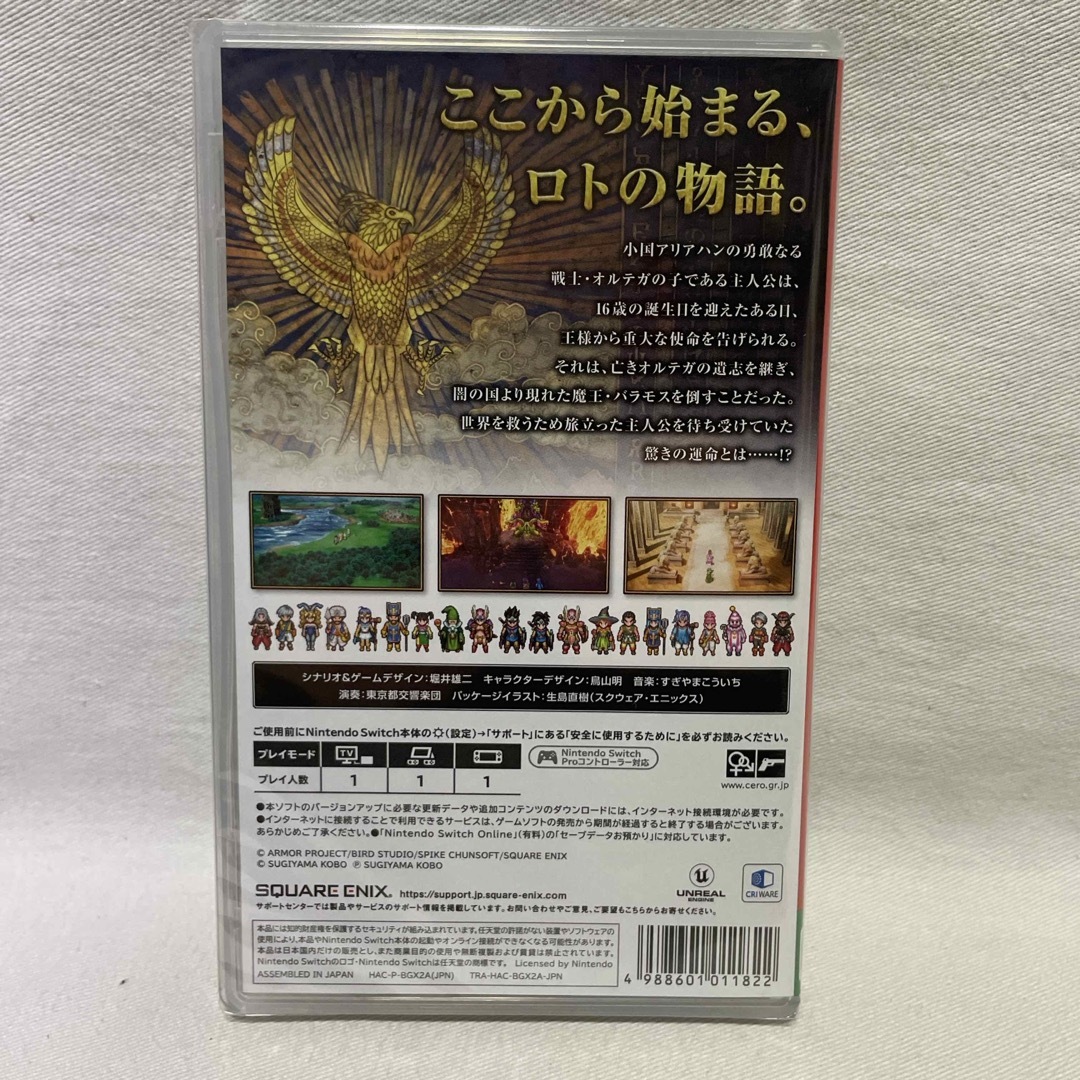 ここから始まる、
ロトの物語。
小国アリアハンの勇敢なる
戦士・オルテガの子である主人公は、
16歳の誕生日を迎えたある日、
王様から重大な使命を告げられる。
それは、亡きオルテガの遺志を継ぎ、
闇の国より現れた魔王・バラモスを倒すことだった。
世界を救うため旅立った主人公を待ち受けていた
驚きの運命とは……!?
シナリオ&ゲームデザイン:堀井雄二 キャラクターデザイン:鳥山明 音楽:すぎやまこういち
演奏:東京都交響楽団 パッケージイラスト:生島直樹(スクウェア・エニックス)
ご使用前にNintendo Switch本体の(設定)→「サポート」にある「安全に使用するために」を必ずお読みください。
プレイモード TV
プレイ人数 1 1 1
Nintendo Switch
Proコントローラー対応
www.cero.gr.jp
●本ソフトのバージョンアップに必要な更新データや追加コンテンツのダウンロードには、インターネット接続環境が必要です。
●インターネットに接続することで利用できるサービスは、ゲームソフトの発売から期間が経過すると終了する場合がございます。
あらかじめご了承ください。●「Nintendo Switch Online」(有料)の「セーブデータお預かり」に対応しています。
© ARMOR PROJECT/BIRD STUDIO/SPIKE CHUNSOFT/SQUARE ENIX
© SUGIYAMA KOBO ℗ SUGIYAMA KOBO
SQUARE ENIX. https://support.jp.square-enix.com
サポートセンターでは製品やサービスのサポート情報を掲載しています。お問い合わせやご意見、ご要望もこちらからお寄せください。
UNREAL
ENGINE
CRIWARE
本品には知的財産権を保護するセキュリティが組み込まれています。任天堂の許諾がない装置やソフトウェアの
使用により、本品やNintendo Switch本体の起動やオンライン接続ができなくなる可能性があります。
本品は日本国内だけの販売とし、また商業目的の使用や無断複製および賃貸は禁止します。
Nintendo Switchのロゴ・Nintendo Switchは任天堂の商標です。 Licensed by Nintendo
ASSEMBLED IN JAPAN HAC-P-BGX2A(JPN) TRA-HAC-BGX2A-JPN
4 988601 011822